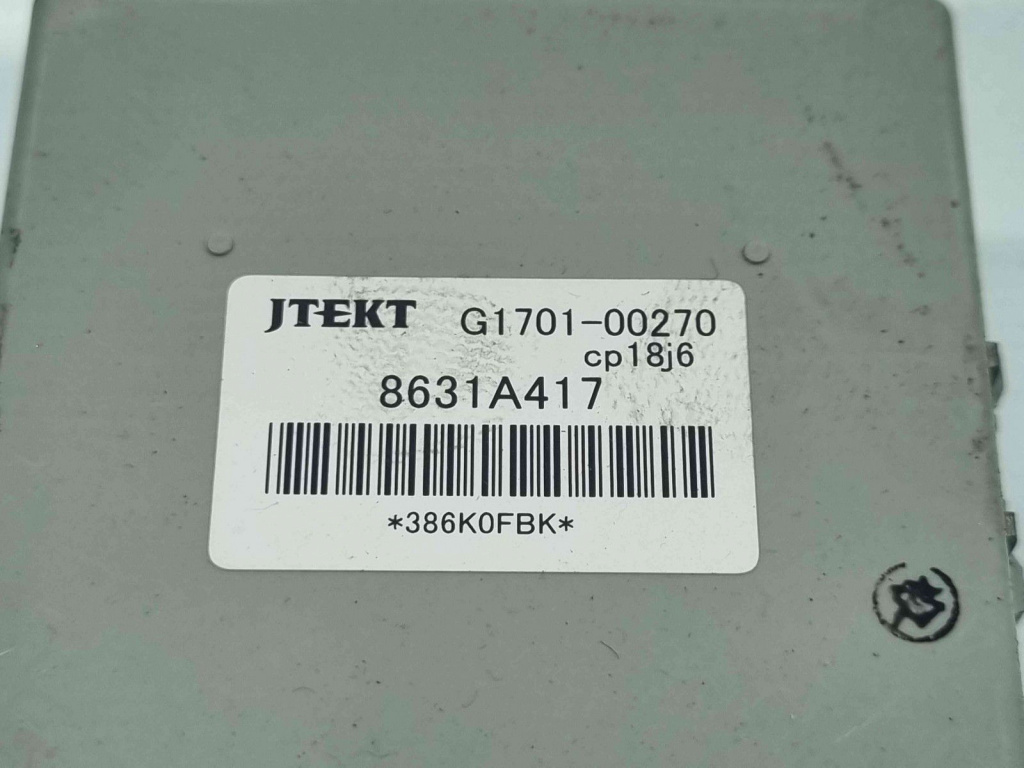 JTEKT G1701-00270
cp18j6
8631A417
*386K0FBK*